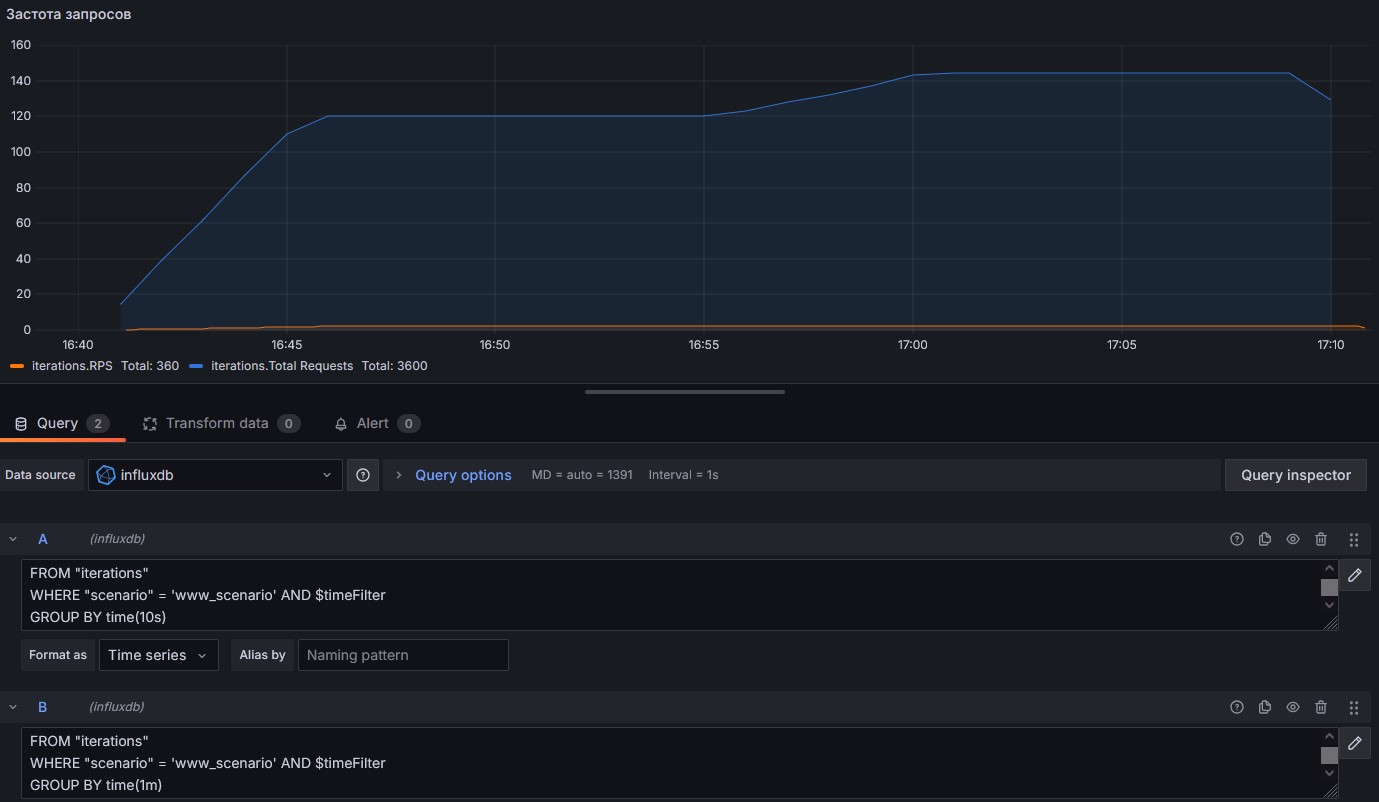 Застота запросов
160
140
120
100
80
60
40
20
0
16:40 16:45 16:50 16:55 17:00 17:05 17:10
iterations.RPS Total: 360 iterations.Total Requests Total: 3600
Query 2 Transform data 0 Alert 0
Data source influxdb Query options MD = auto = 1391 Interval = 1s Query inspector
A (influxdb)
FROM "iterations"
WHERE "scenario" = 'www_scenario' AND $timeFilter
GROUP BY time(10s)
Format as Time series Alias by Naming pattern
B (influxdb)
FROM "iterations"
WHERE "scenario" = 'www_scenario' AND $timeFilter
GROUP BY time(1m)